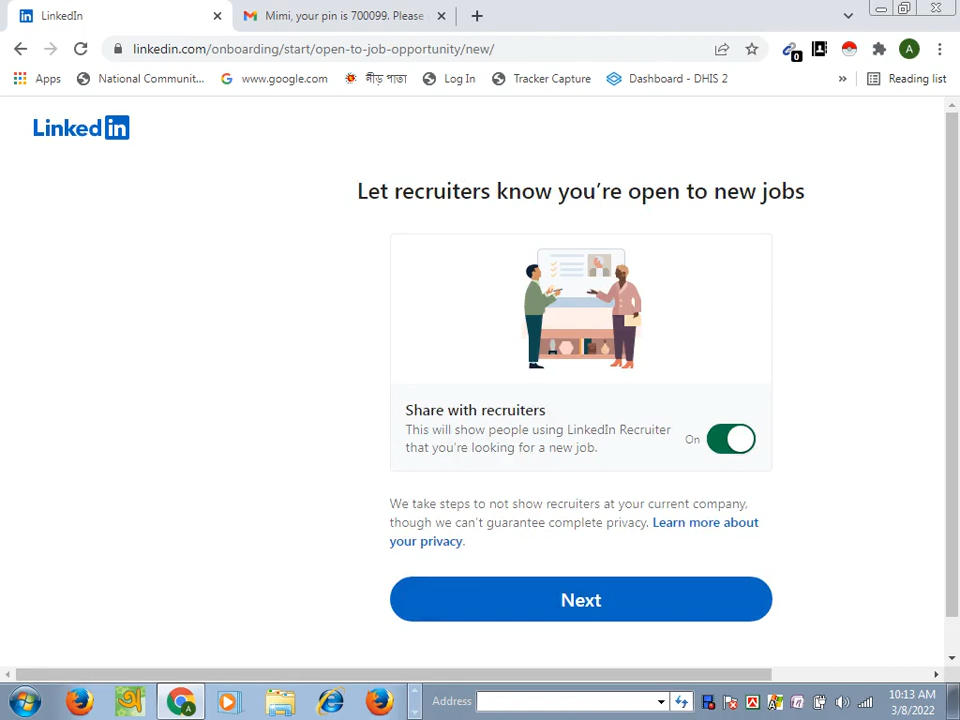 LinkedIn
Mimi, your pin is 700099. Please
linkedin.com/onboarding/start/open-to-job-opportunity/new/
0
A
Apps
National Communit...
www.google.com
নীড় পাতা
Log In
Tracker Capture
Dashboard - DHIS 2
»
Reading list
Linked in
Let recruiters know you're open to new jobs
Share with recruiters
This will show people using LinkedIn Recruiter
that you're looking for a new job.
On
We take steps to not show recruiters at your current company,
though we can't guarantee complete privacy. Learn more about
your privacy.
Next
Address
10:13 AM
3/8/2022